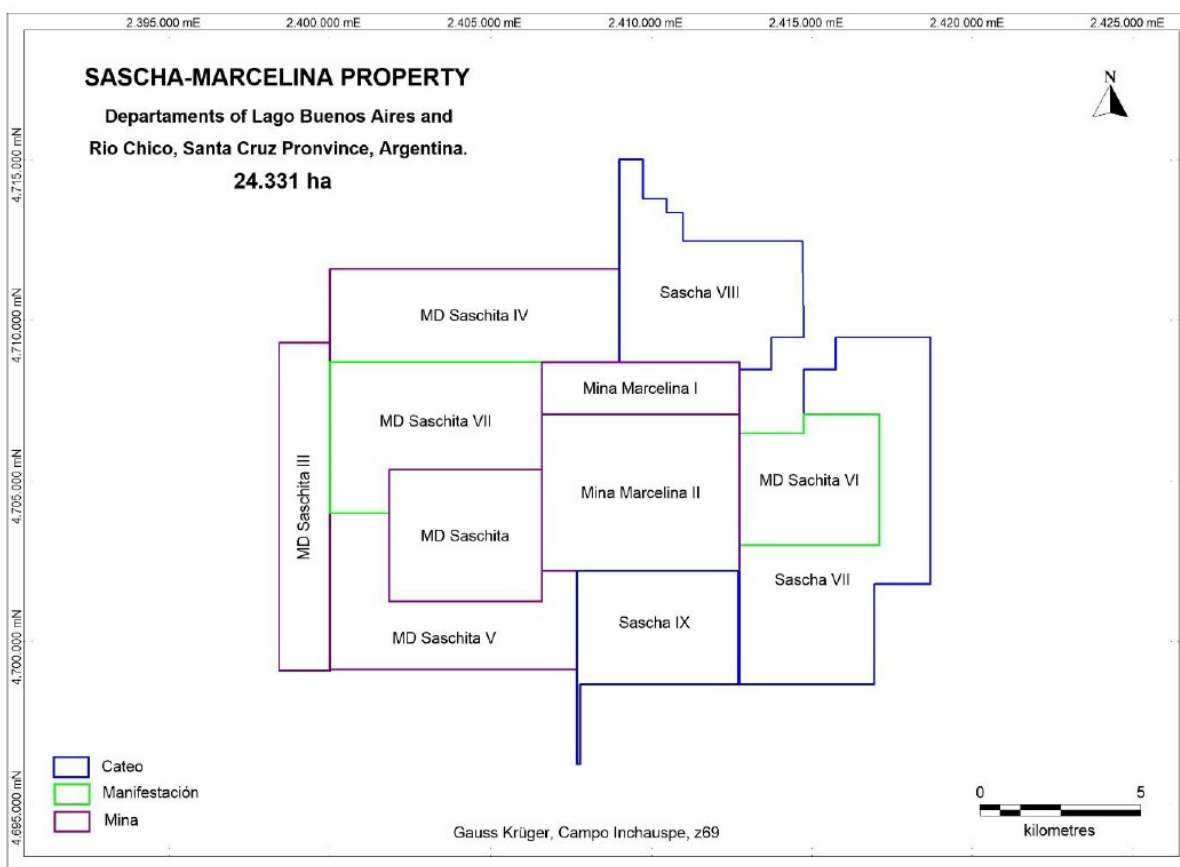 2.395.000 mE 2.400.000 mE 2.405.000 mE 2.410.000 mE 2.415.000 mE 2.420.000 mE 2.425.000 mE
SASCHA-MARCELINA PROPERTY
Departaments of Lago Buenos Aires and
Rio Chico, Santa Cruz Pronvince, Argentina.
24.331 ha
N
4.715.000 mN
4.710.000 mN
4.705.000 mN
4.700.000 mN
4.695.000 mN
Sascha VIII
MD Saschita IV
Mina Marcelina I
MD Saschita VII
MD Saschita III
Mina Marcelina II
MD Sachita VI
MD Saschita
Sascha VII
Sascha IX
MD Saschita V
Cateo
Manifestación
Mina
0 5
kilometres
Gauss Krüger, Campo Inchauspe, z69